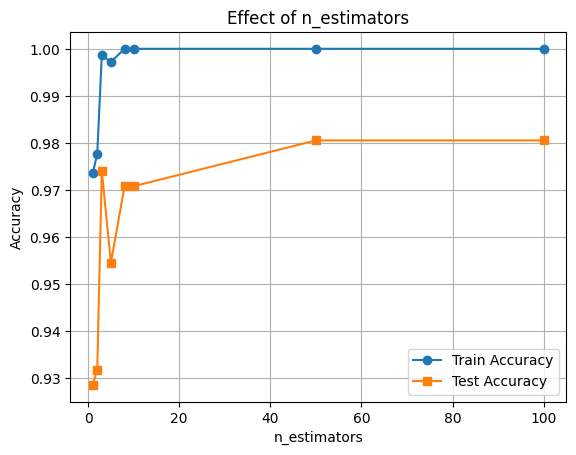 Effect of n_estimators
1.00
0.99
0.98
0.97
0.96
0.95
0.94
0.93
Accuracy
0
20
40
60
80
100
n_estimators
Train Accuracy
Test Accuracy